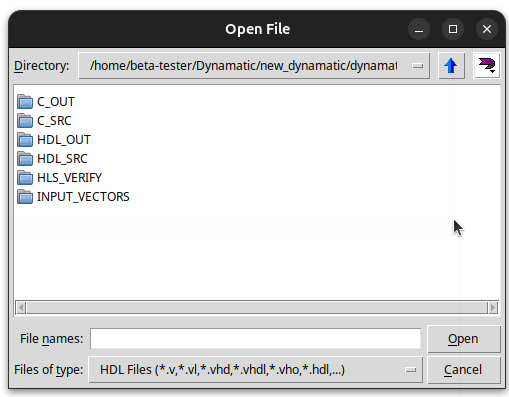 Open File
Directory: /home/beta-tester/Dynamatic/new_dynamatic/dynamat
C_OUT
C_SRC
HDL_OUT
HDL_SRC
HLS_VERIFY
INPUT_VECTORS
File names: Open
Files of type: HDL Files (*.v,*.vl,*.vhd,*.vhdl,*.vho,*.hdl,...) Cancel